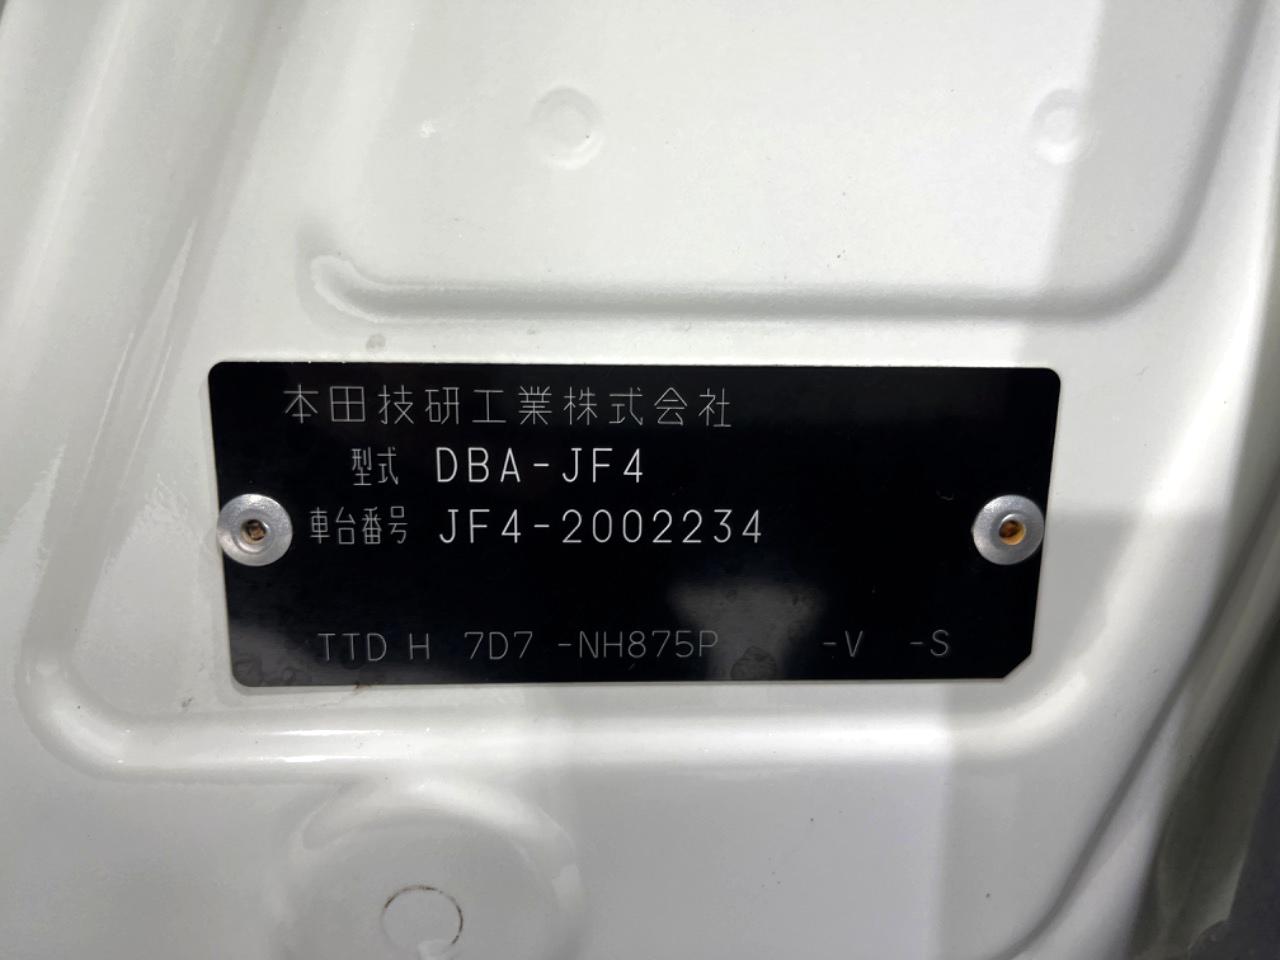 本田技研工業株式会社
型式 DBA-JF4
車台番号 JF4-2002234
TTD H 7D7 -NH875P -V -S